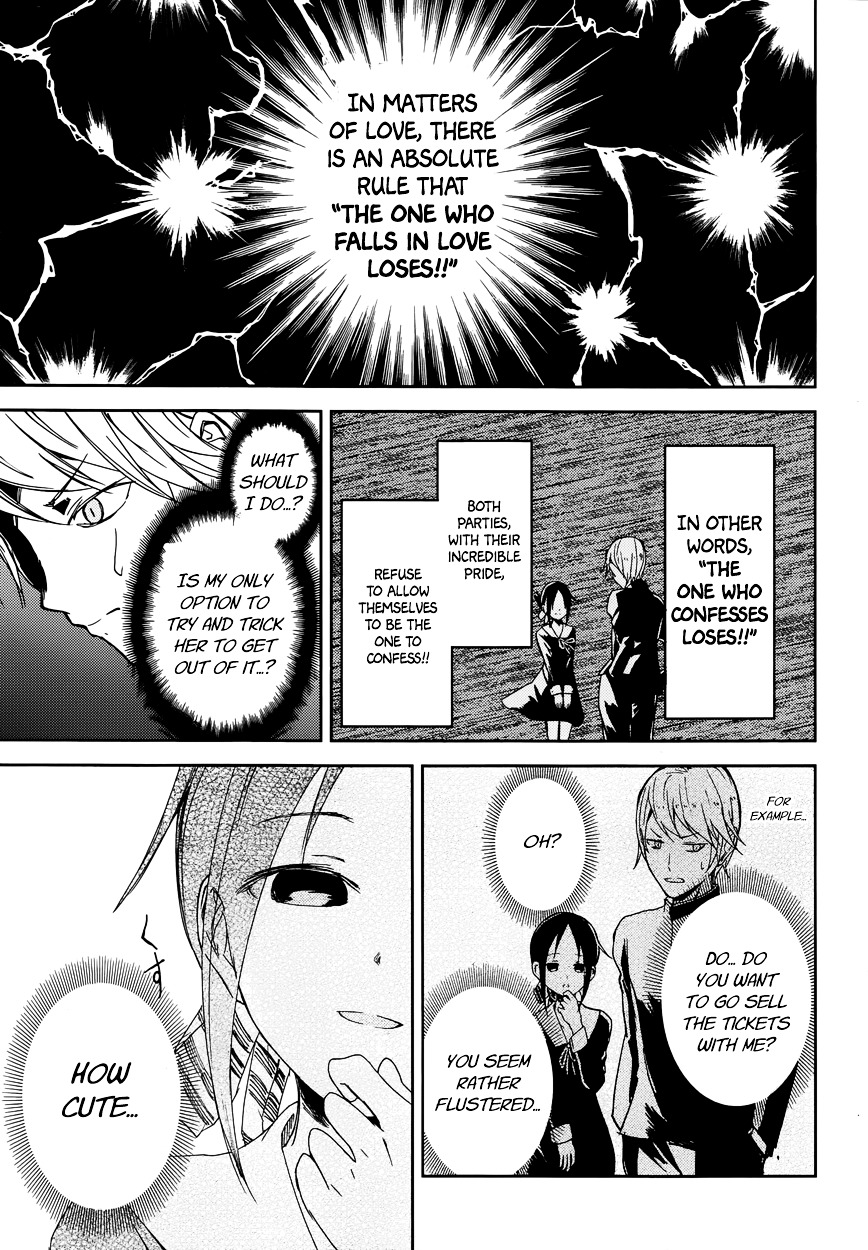 IN MATTERS
OF LOVE, THERE
IS AN ABSOLUTE
RULE THAT
"THE ONE WHO
FALLS IN LOVE
LOSES!!"
IN OTHER
WORDS,
"THE
ONE WHO
CONFESSES
LOSES!!"
BOTH
PARTIES,
WITH THEIR
INCREDIBLE
PRIDE,
REFUSE
TO ALLOW
THEMSELVES
TO BE THE
ONE TO
CONFESS!!
WHAT
SHOULD
I DO...?
IS MY ONLY
OPTION TO
TRY AND TRICK
HER TO GET
OUT OF IT...?
FOR
EXAMPLE...
DO... DO
YOU WANT
TO GO SELL
THE TICKETS
WITH ME?
OH?
YOU SEEM
RATHER
FLUSTERED...
くす
HOW
CUTE...